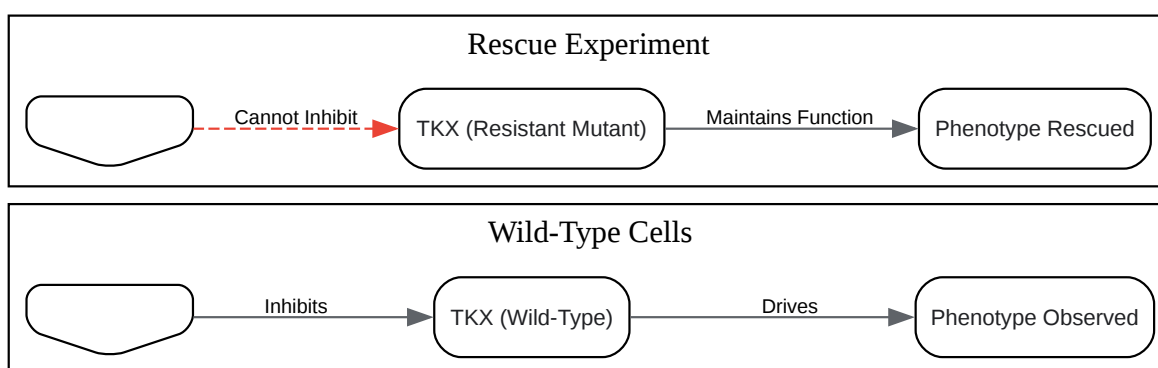 Rescue Experiment
Cannot Inhibit
TKX (Resistant Mutant)
Maintains Function
Phenotype Rescued
Wild-Type Cells
Inhibits
TKX (Wild-Type)
Drives
Phenotype Observed